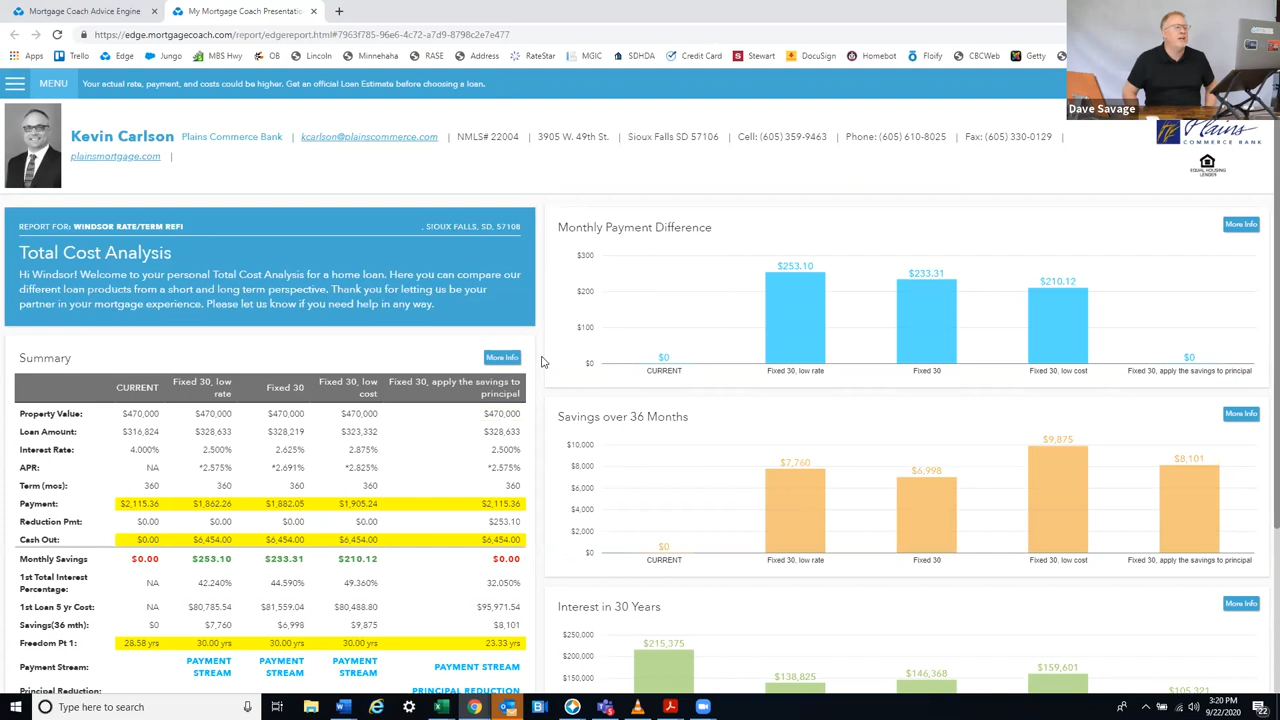 Mortgage Coach Advice Engine
My Mortgage Coach Presentatio
https://edge.mortgagecoach.com/report/edgereport.html#7963f785-96e6-4c72-a7d9-8798c2e7e477
Apps Trello Edge Jungo MBS Hwy OB Lincoln Minnehaha RASE Address RateStar MGIC SDHDA Credit Card Stewart DocuSign Homebot Floify CBCWeb Getty
MENU Your actual rate, payment, and costs could be higher. Get an official Loan Estimate before choosing a loan.
Dave Savage
Kevin Carlson Plains Commerce Bank | kcarlson@plainscommerce.com | NMLS# 22004 | 3905 W. 49th St. | Sioux Falls SD 57106 | Cell: (605) 359-9463 | Phone: (605) 610-8025 | Fax: (605) 330-0129 |
plainsmortgage.com |
Plains
COMMERCE BANK
EQUAL HOUSING
LENDER
REPORT FOR: WINDSOR RATE/TERM REFI , SIOUX FALLS, SD, 57108
Total Cost Analysis
Hi Windsor! Welcome to your personal Total Cost Analysis for a home loan. Here you can compare our
different loan products from a short and long term perspective. Thank you for letting us be your
partner in your mortgage experience. Please let us know if you need help in any way.
Summary More Info
CURRENT Fixed 30, low rate Fixed 30 Fixed 30, low cost Fixed 30, apply the savings to principal
Property Value: $470,000 $470,000 $470,000 $470,000 $470,000
Loan Amount: $316,824 $328,633 $328,219 $323,332 $328,633
Interest Rate: 4.000% 2.500% 2.625% 2.875% 2.500%
APR: NA *2.575% *2.691% *2.825% *2.575%
Term (mos): 360 360 360 360 360
Payment: $2,115.36 $1,862.26 $1,882.05 $1,905.24 $2,115.36
Reduction Pmt: $0.00 $0.00 $0.00 $0.00 $253.10
Cash Out: $0.00 $6,454.00 $6,454.00 $6,454.00 $6,454.00
Monthly Savings $0.00 $253.10 $233.31 $210.12 $0.00
1st Total Interest
Percentage: NA 42.240% 44.590% 49.360% 32.050%
1st Loan 5 yr Cost: NA $80,785.54 $81,559.04 $80,488.80 $95,971.54
Savings(36 mth): $0 $7,760 $6,998 $9,875 $8,101
Freedom Pt 1: 28.58 yrs 30.00 yrs 30.00 yrs 30.00 yrs 23.33 yrs
Payment Stream: PAYMENT STREAM PAYMENT STREAM PAYMENT STREAM PAYMENT STREAM
Principal Reduction: PRINCIPAL REDUCTION
Monthly Payment Difference More Info
$300
$200
$100
$0
$0 $253.10 $233.31 $210.12 $0
CURRENT Fixed 30, low rate Fixed 30 Fixed 30, low cost Fixed 30, apply the savings to principal
Savings over 36 Months More Info
$10,000
$8,000
$6,000
$4,000
$2,000
$0
$0 $7,760 $6,998 $9,875 $8,101
CURRENT Fixed 30, low rate Fixed 30 Fixed 30, low cost Fixed 30, apply the savings to principal
Interest in 30 Years More Info
$250,000
$200,000
$150,000
$215,375 $138,825 $146,368 $159,601 $105,321
Type here to search
3:20 PM
9/22/2020
22